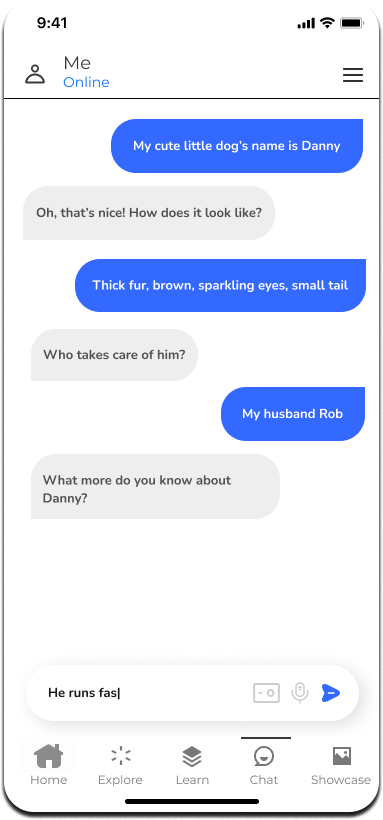 9:41
Me
Online
My cute little dog's name is Danny
Oh, that's nice! How does it look like?
Thick fur, brown, sparkling eyes, small tail
Who takes care of him?
My husband Rob
What more do you know about
Danny?
He runs fas
Home Explore Learn Chat Showcase